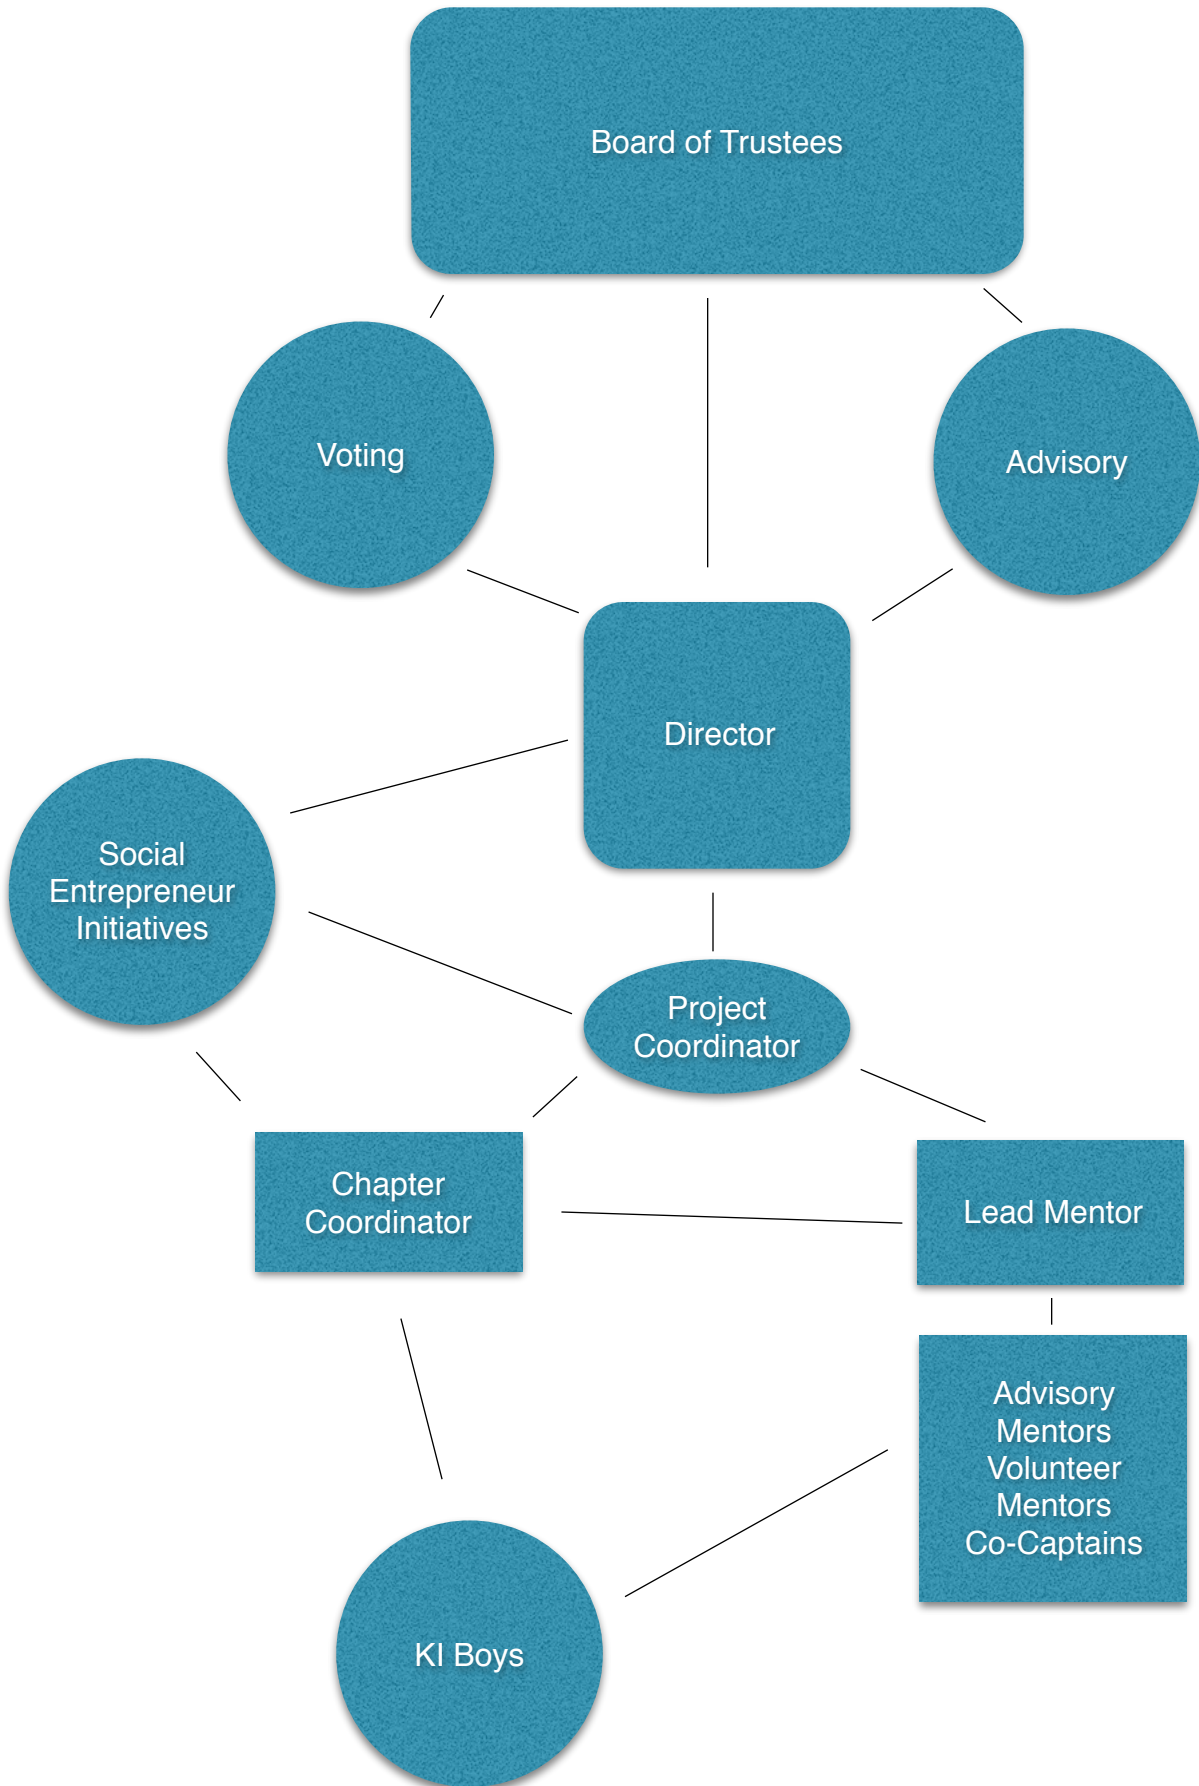 Board of Trustees
Voting
Advisory
Director
Social
Entrepreneur
Initiatives
Project
Coordinator
Chapter
Coordinator
Lead Mentor
Advisory
Mentors
Volunteer
Mentors
Co-Captains
KI Boys